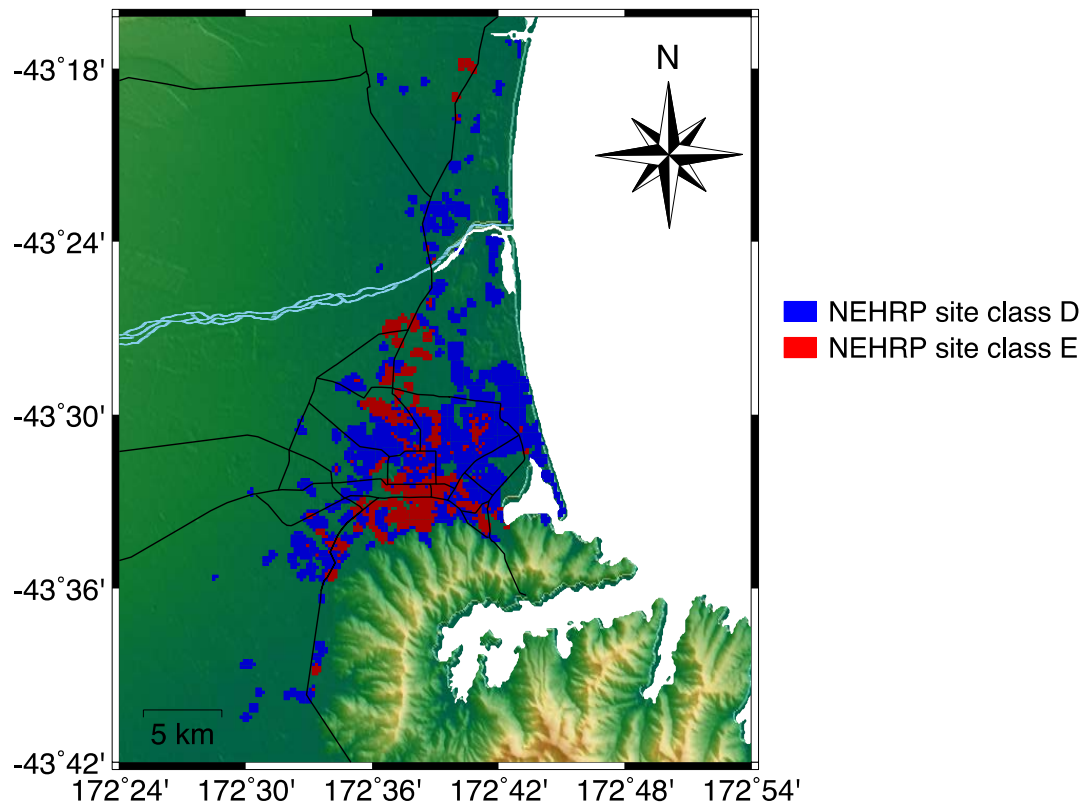 N
-43˚18'
-43˚24'
-43˚30'
-43˚36'
-43˚42'
172˚24'
172˚30'
172˚36'
172˚42'
172˚48'
172˚54'
5 km
NEHRP site class D
NEHRP site class E